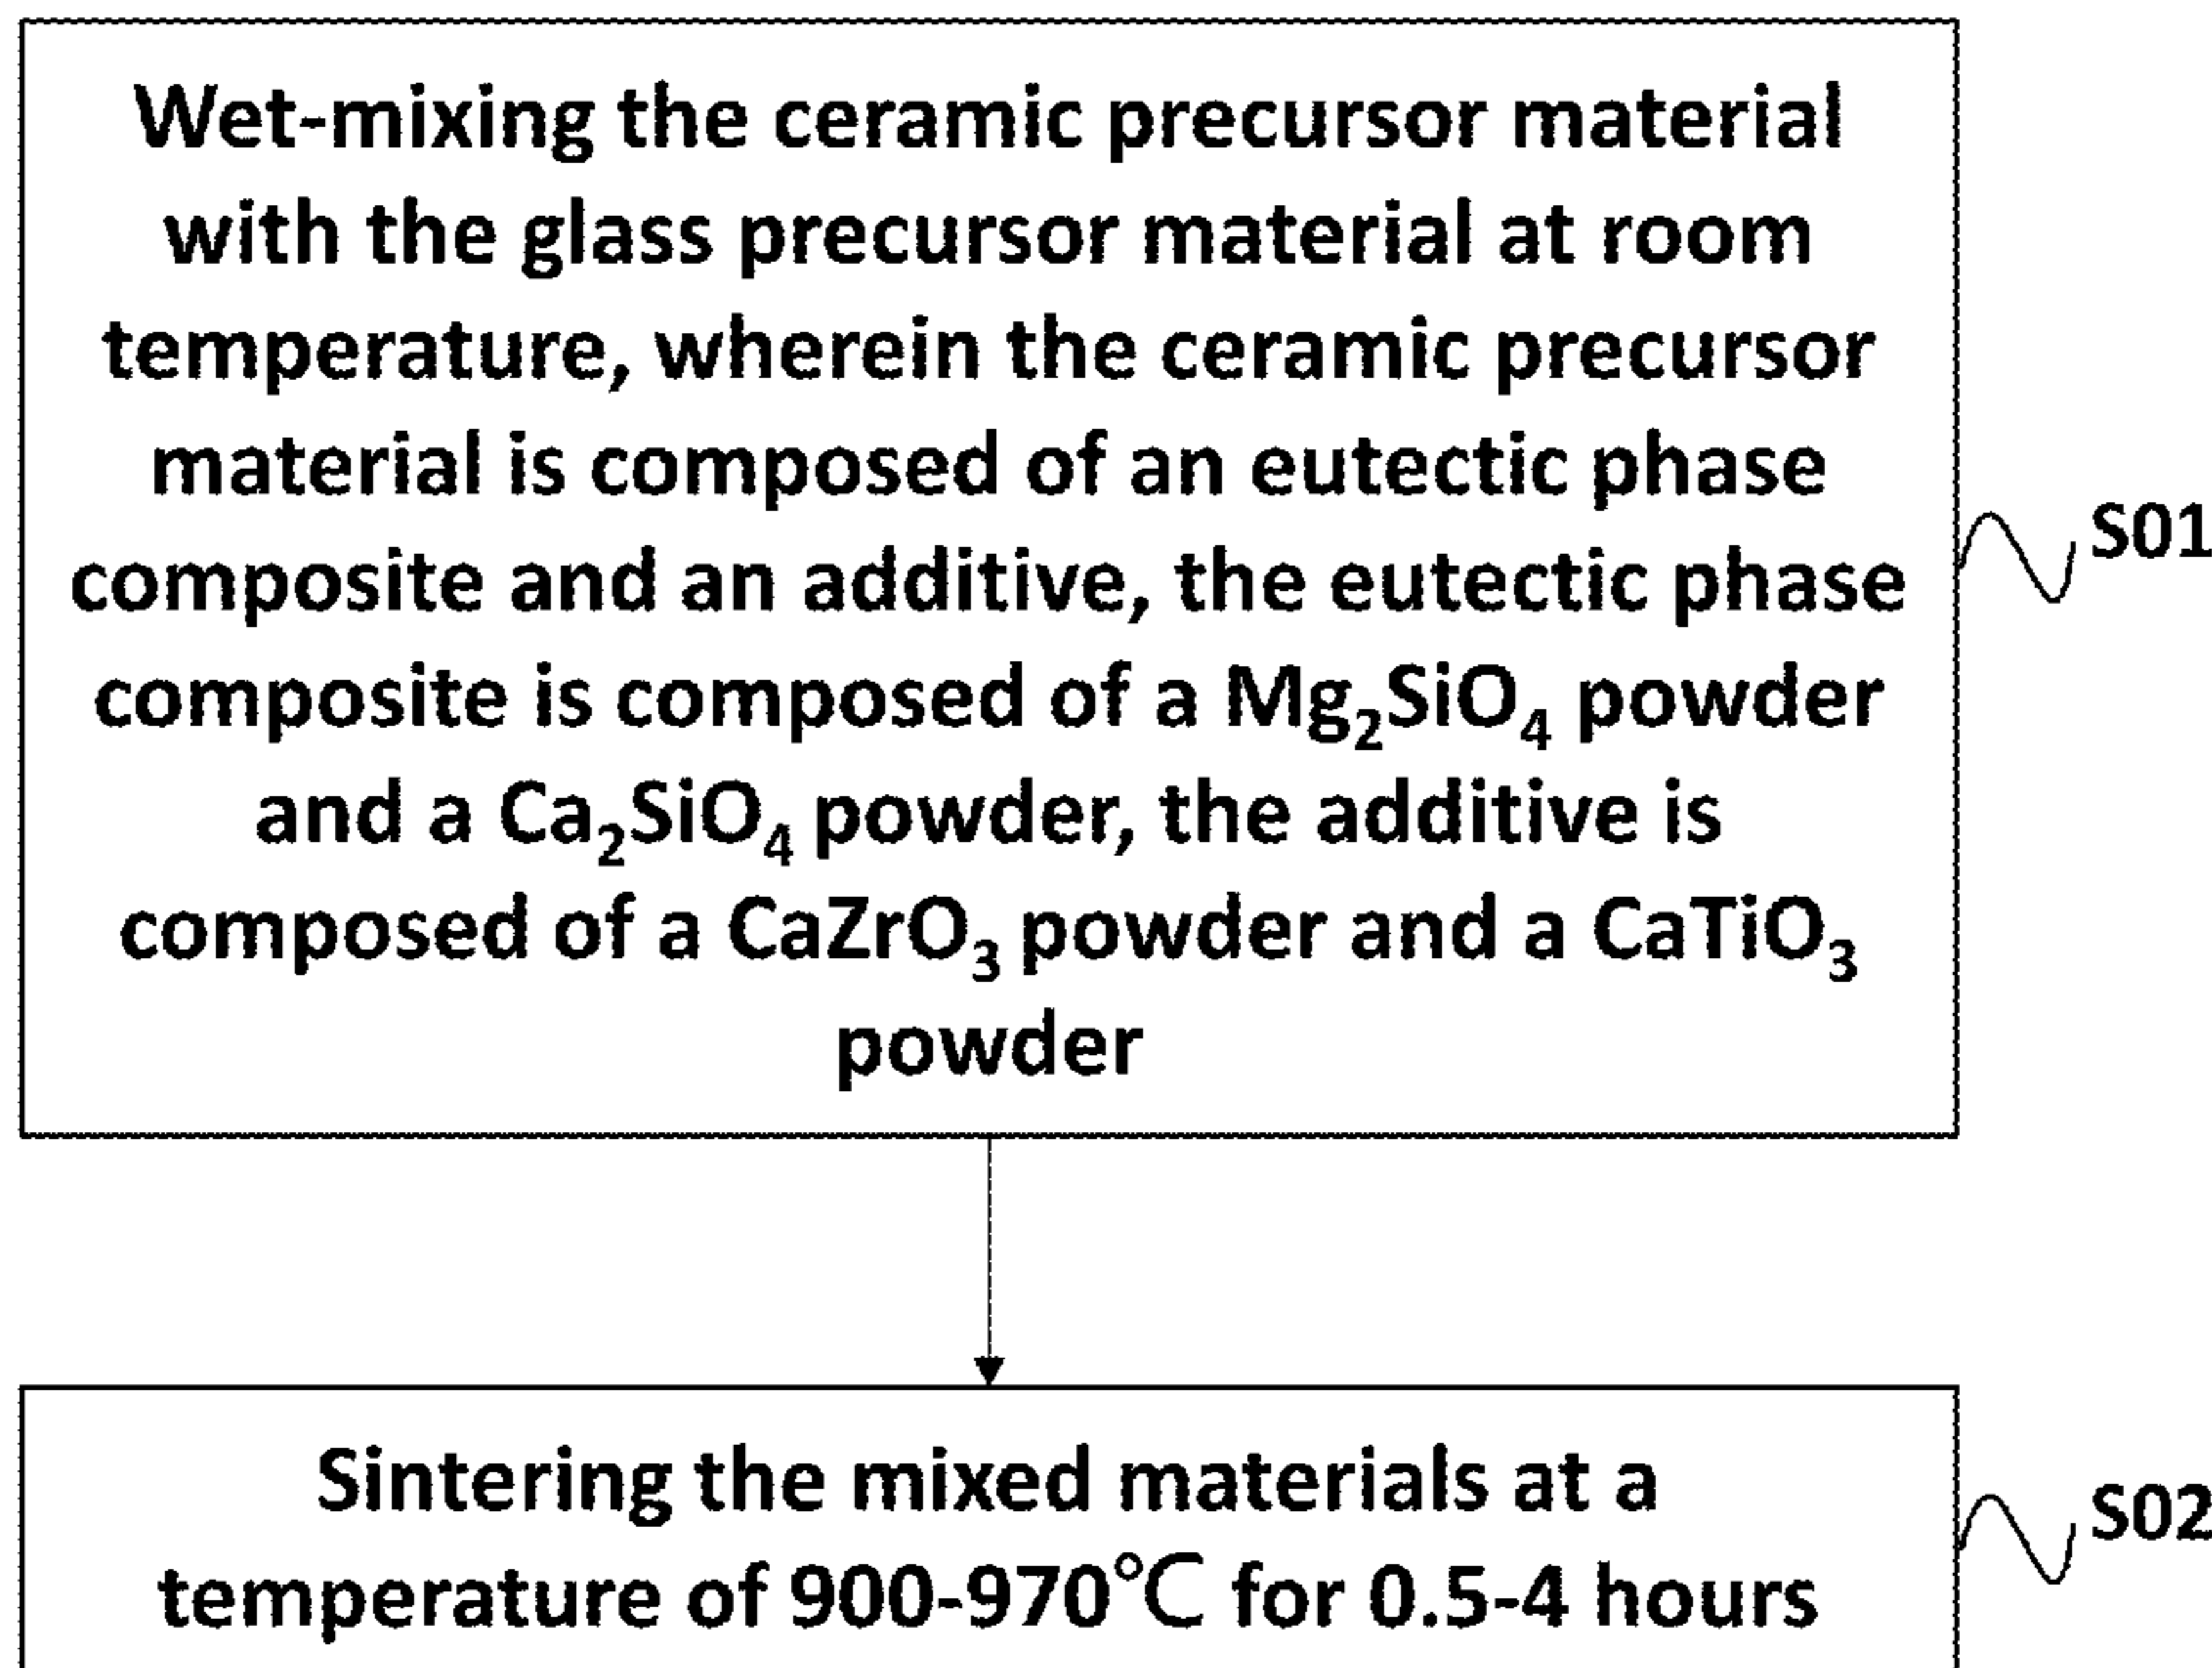 Wet-mixing the ceramic precursor material
with the glass precursor material at room
temperature, wherein the ceramic precursor
material is composed of an eutectic phase
composite and an additive, the eutectic phase
composite is composed of a Mg₂SiO₄ powder
and a Ca₂SiO₄ powder, the additive is
composed of a CaZrO₃ powder and a CaTiO₃
powder
S01
Sintering the mixed materials at a
temperature of 900-970℃ for 0.5-4 hours
S02